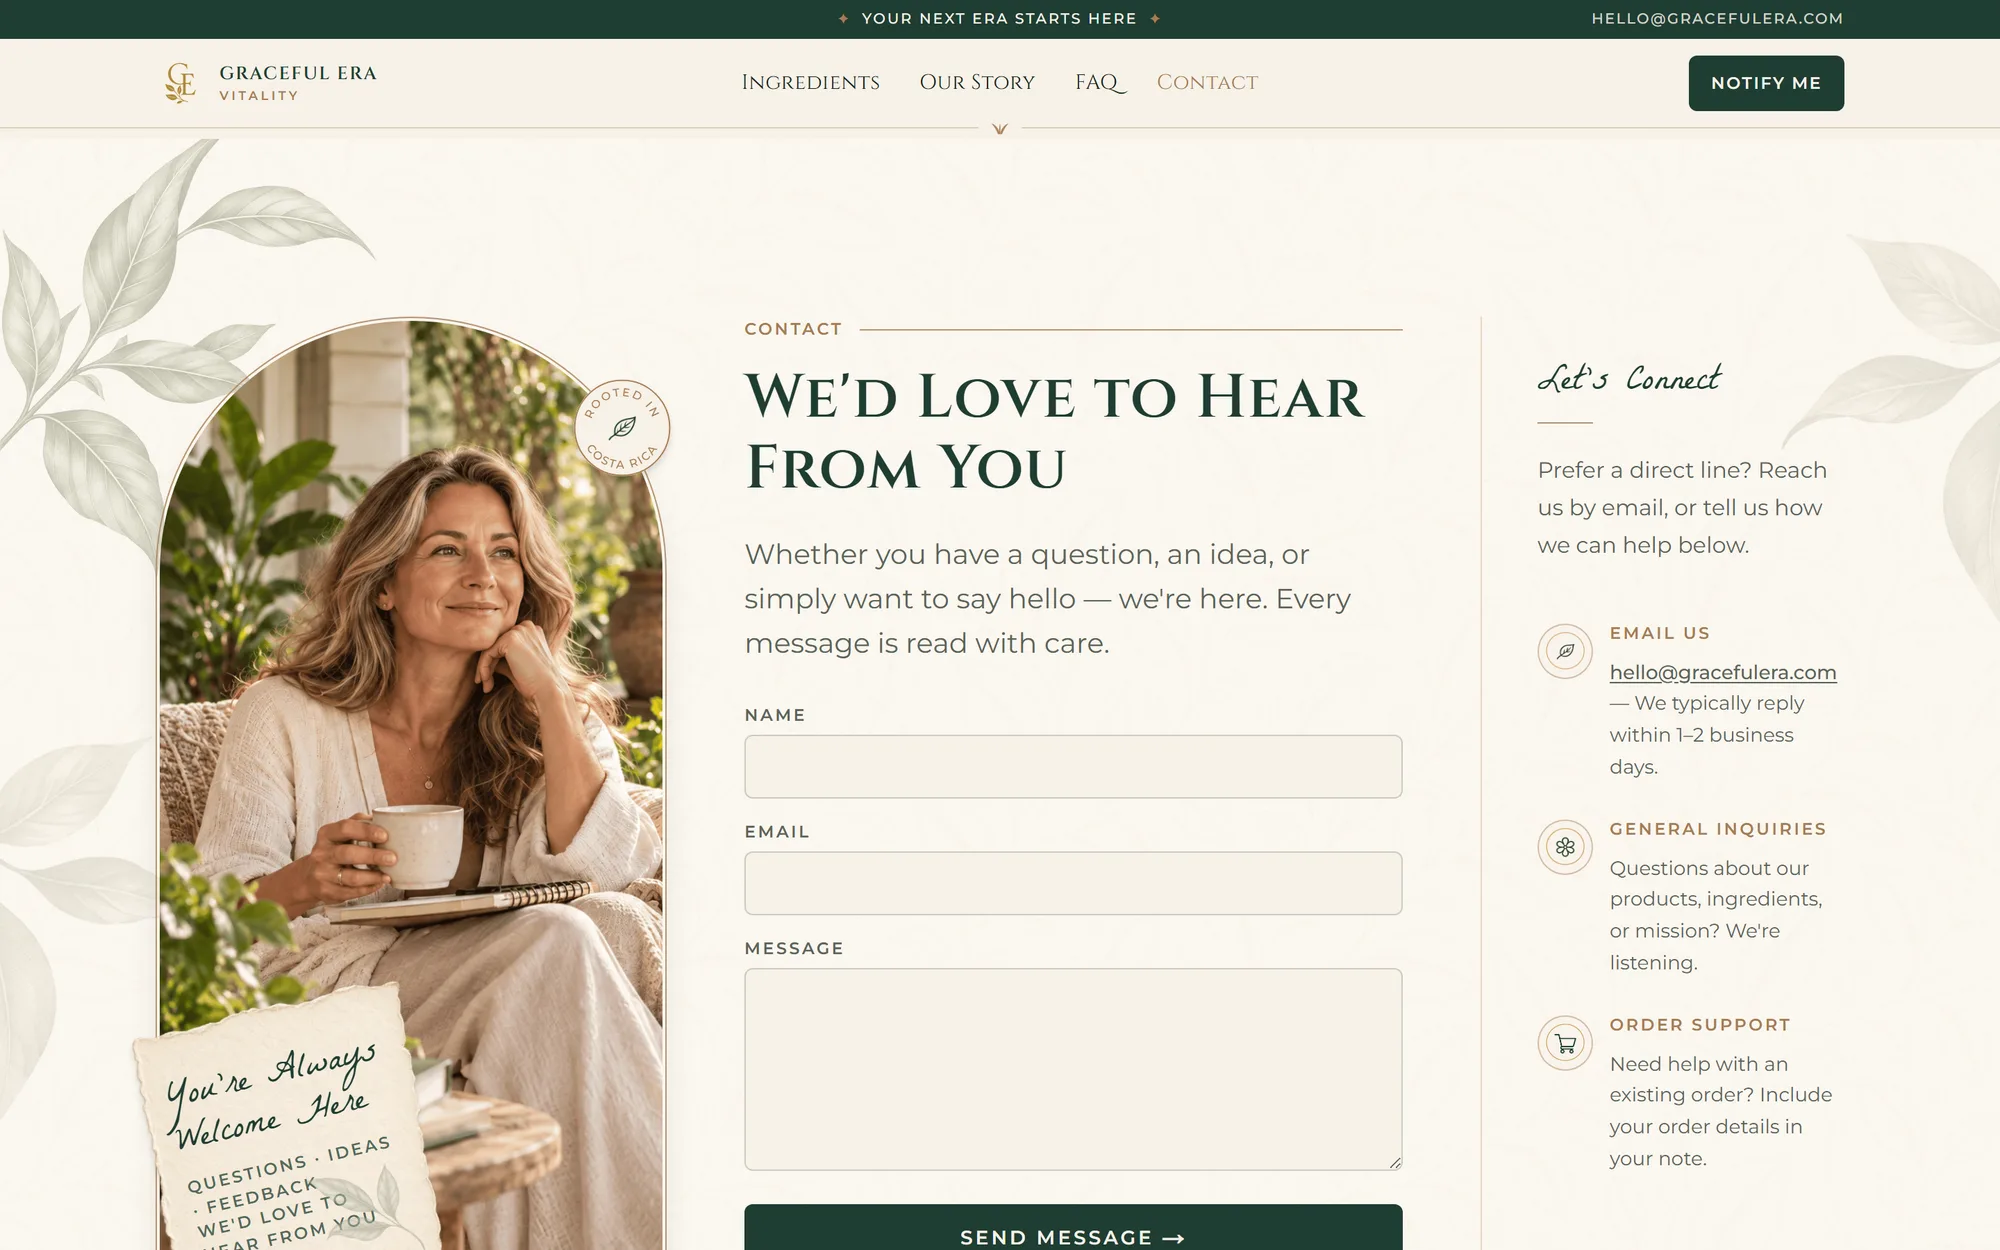 YOUR NEXT ERA STARTS HERE
HELLO@GRACEFULERA.COM
GE
GRACEFUL ERA
VITALITY
Ingredients
Our Story
FAQ
Contact
NOTIFY ME
ROOTED IN
COSTA RICA
You're Always
Welcome Here
QUESTIONS · IDEAS
· FEEDBACK
WE'D LOVE TO
HEAR FROM YOU
CONTACT
We'd Love to Hear
From You
Whether you have a question, an idea, or
simply want to say hello — we're here. Every
message is read with care.
NAME
EMAIL
MESSAGE
SEND MESSAGE →
Let's Connect
Prefer a direct line? Reach
us by email, or tell us how
we can help below.
EMAIL US
hello@gracefulera.com
— We typically reply
within 1–2 business
days.
GENERAL INQUIRIES
Questions about our
products, ingredients,
or mission? We're
listening.
ORDER SUPPORT
Need help with an
existing order? Include
your order details in
your note.